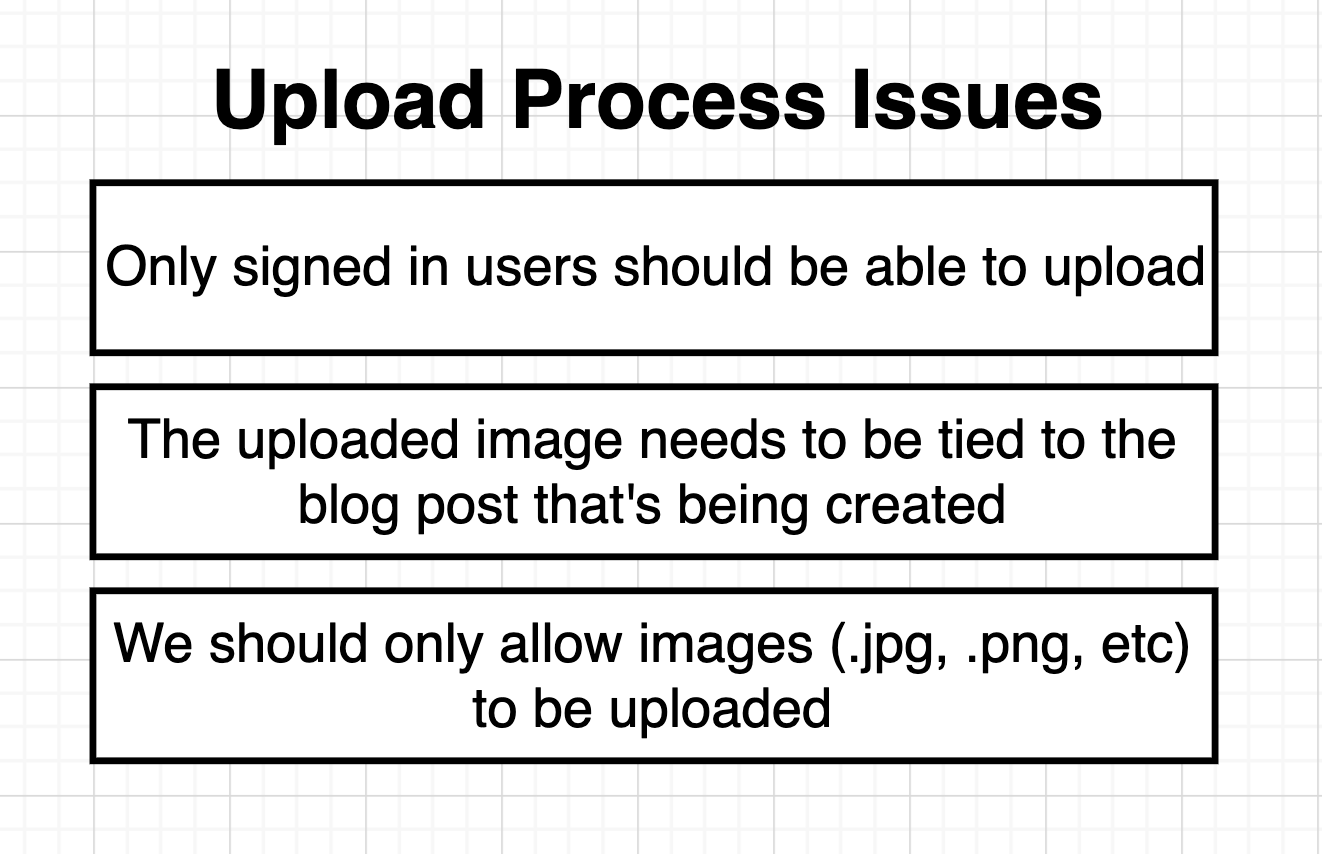 Upload Process Issues
Only signed in users should be able to upload
The uploaded image needs to be tied to the
blog post that's being created
We should only allow images (.jpg, .png, etc)
to be uploaded